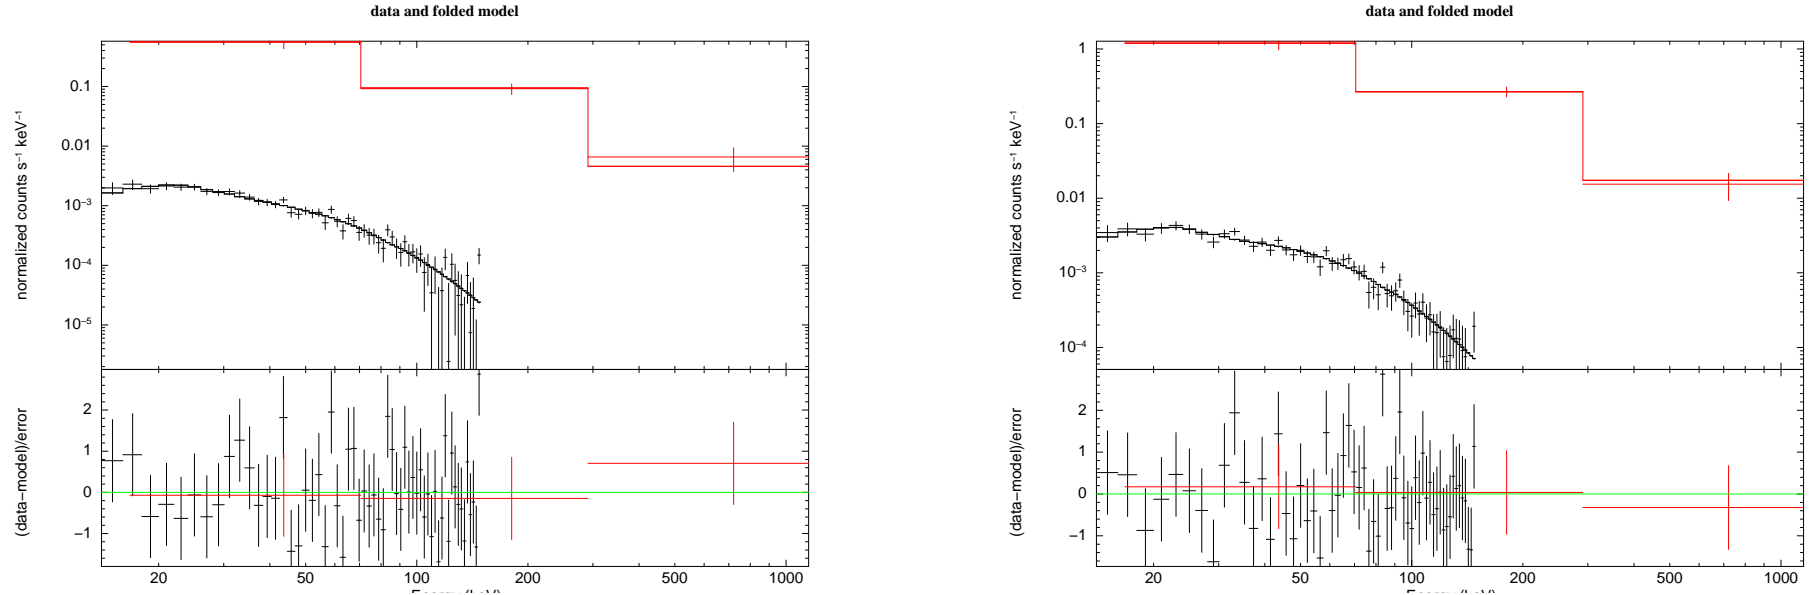 data and folded model
normalized counts s⁻¹ keV⁻¹
0.1
0.01
10⁻³
10⁻⁴
10⁻⁵
(data−model)/error
2
1
0
−1
20 50 100 200 500 1000
data and folded model
normalized counts s⁻¹ keV⁻¹
1
0.1
0.01
10⁻³
10⁻⁴
(data−model)/error
2
1
0
−1
20 50 100 200 500 1000